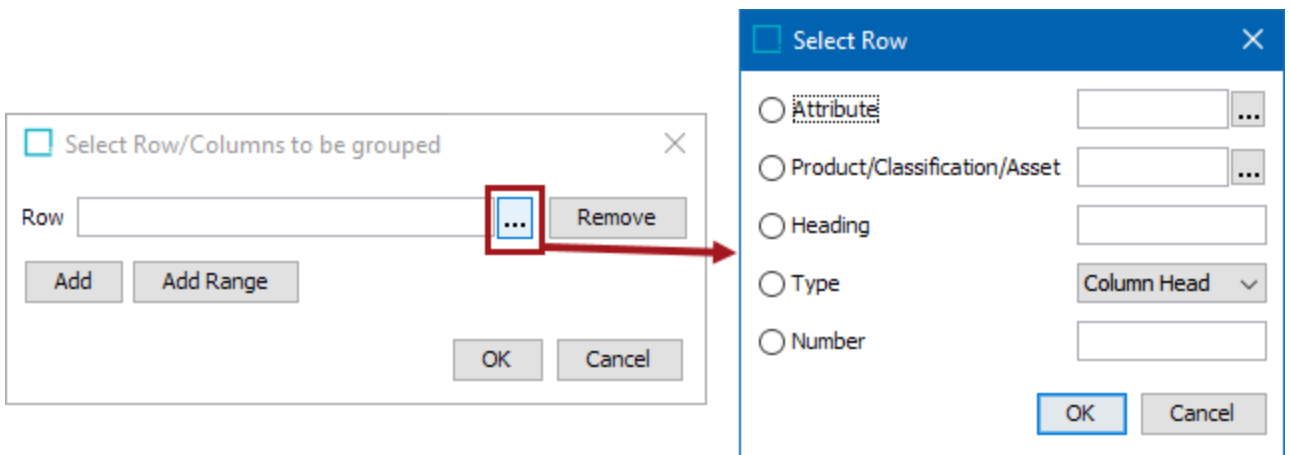 Select Row/Columns to be grouped
Row ... Remove
Add Add Range
OK Cancel
Select Row
Attribute ...
Product/Classification/Asset ...
Heading
Type Column Head
Number
OK Cancel